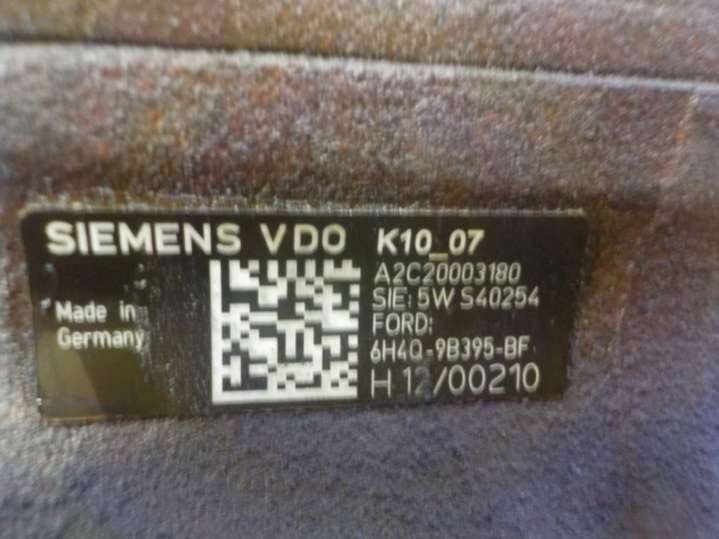 SIEMENS VDO K10_07
A2C20003180
SIE: 5W S40254
Made in
Germany
FORD:
6H4Q-9B395-BF
H 12/00210